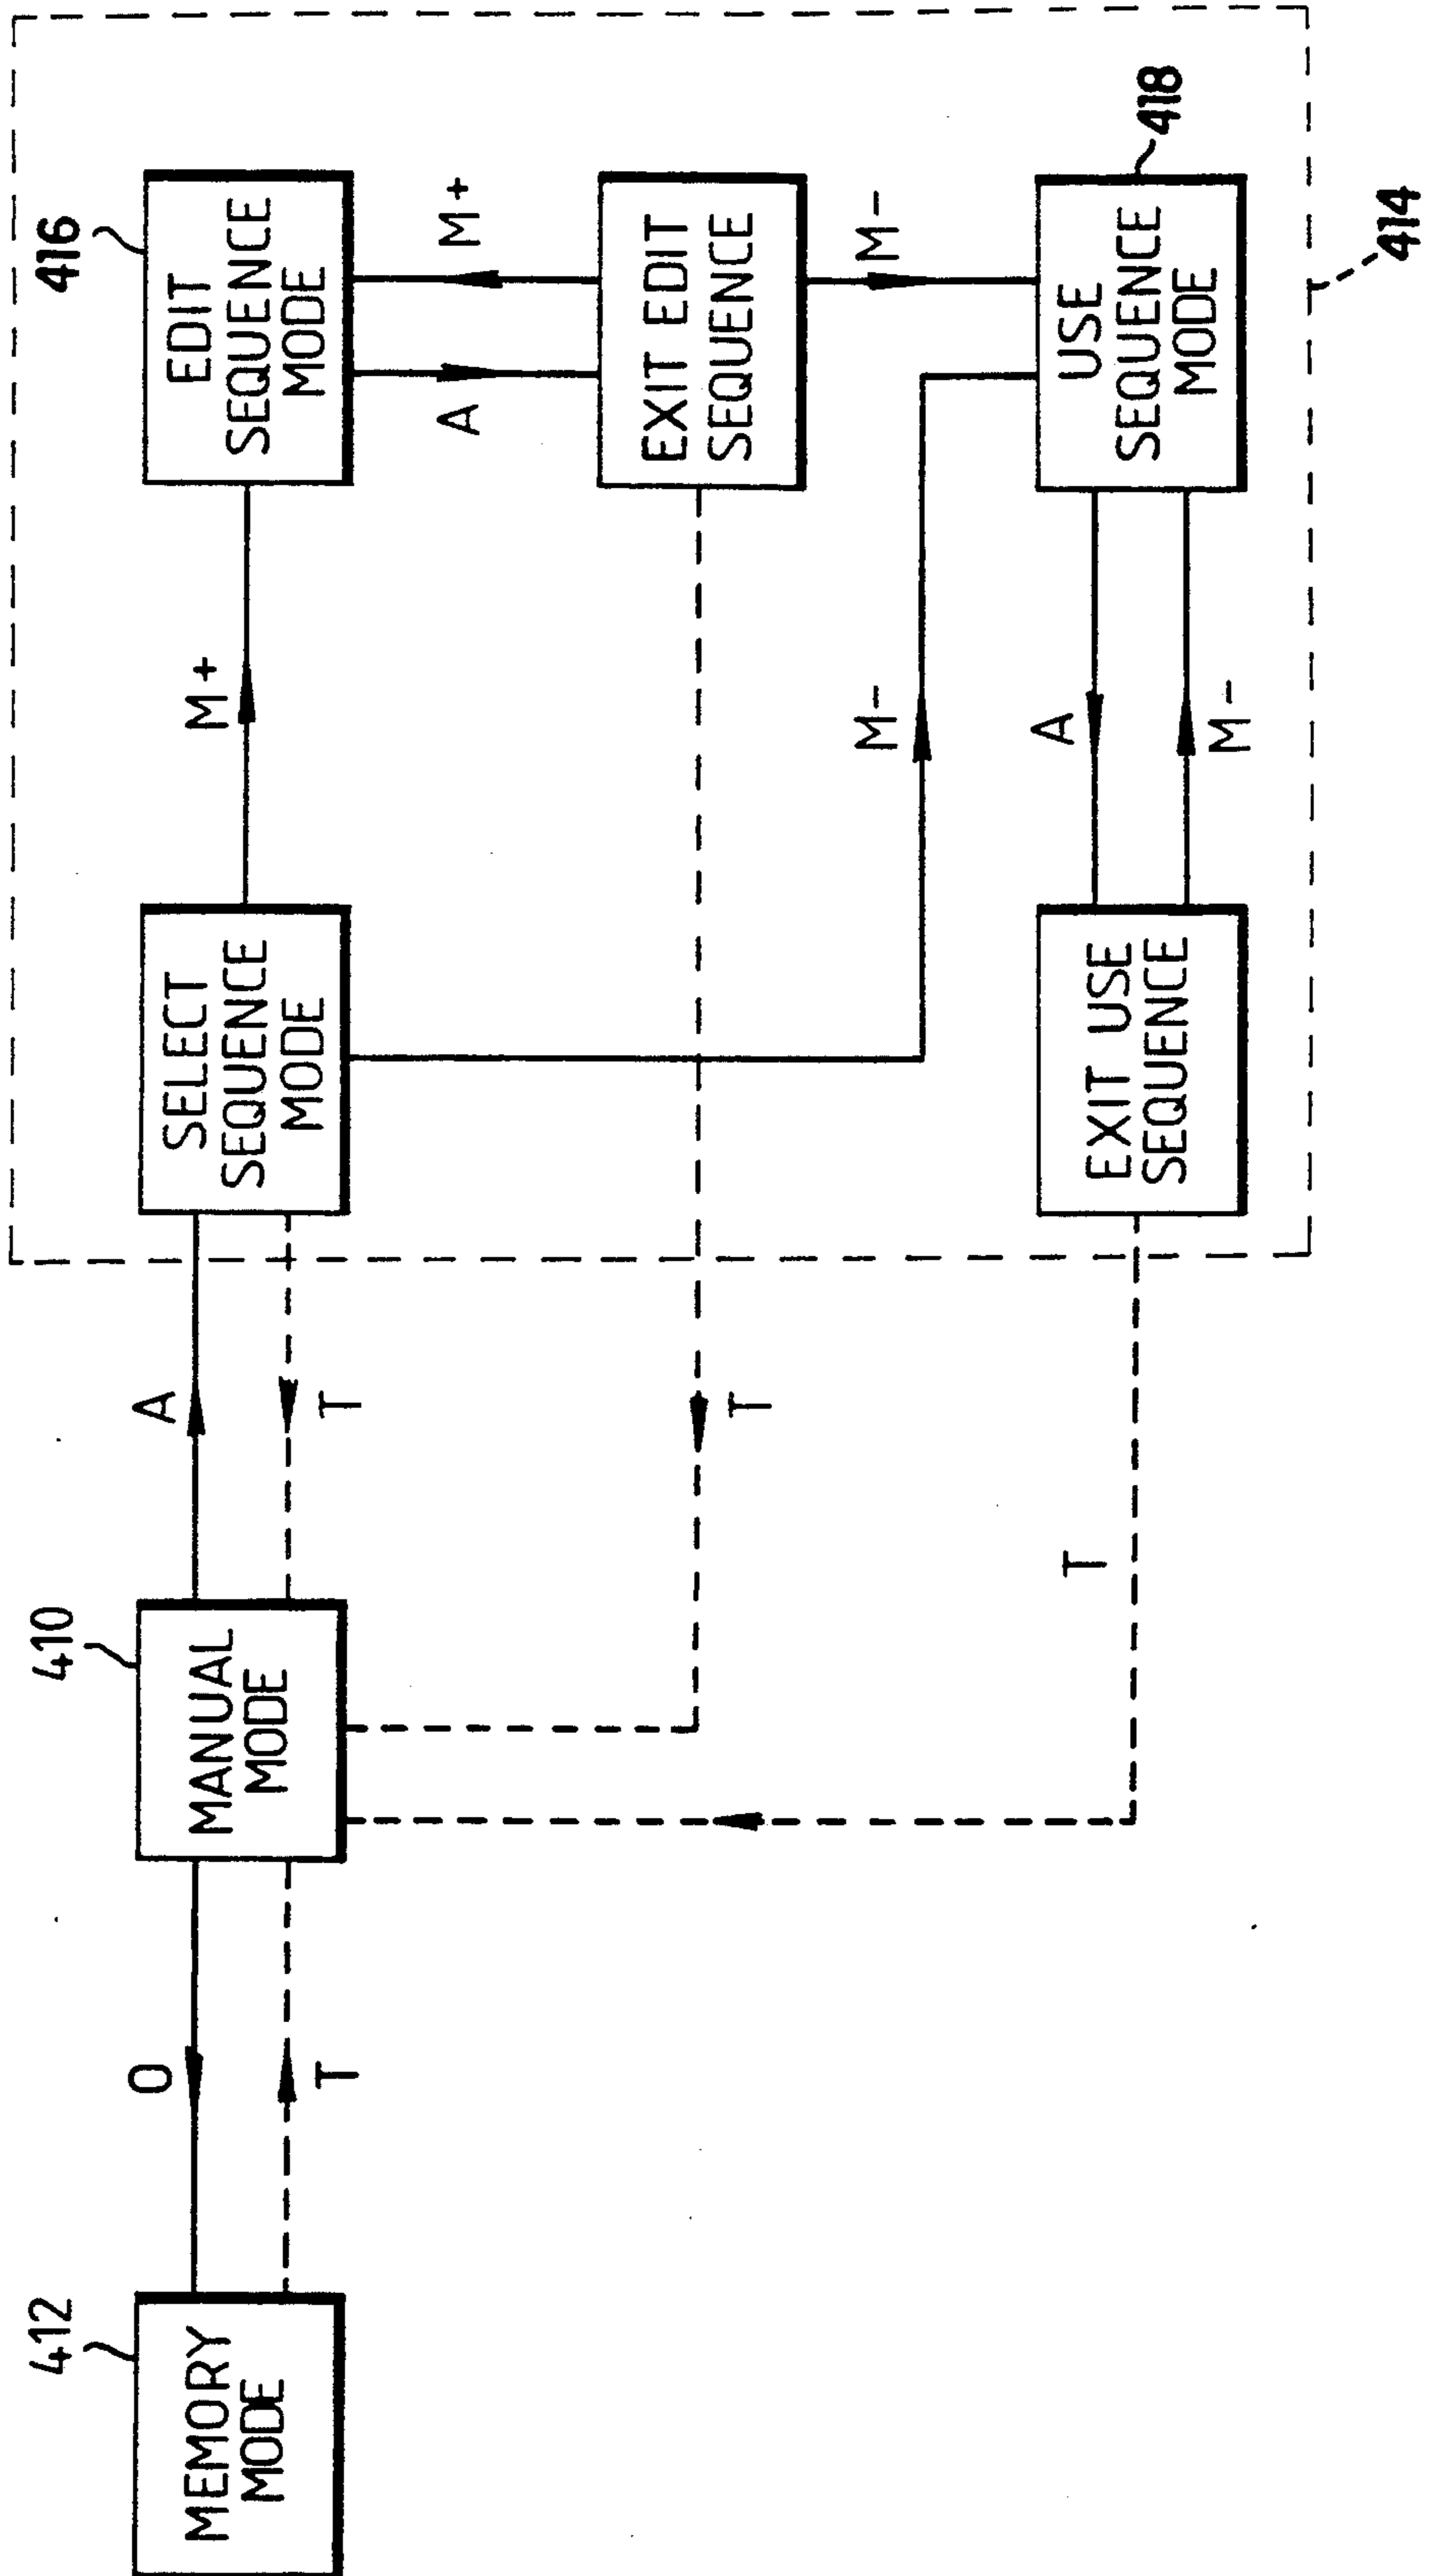 412
MEMORY
MODE
O
T
410
MANUAL
MODE
A
T
T
T
SELECT
SEQUENCE
MODE
M+
M-
416
EDIT
SEQUENCE
MODE
A
M+
EXIT EDIT
SEQUENCE
M-
EXIT USE
SEQUENCE
A
M-
USE
SEQUENCE
MODE
418
414